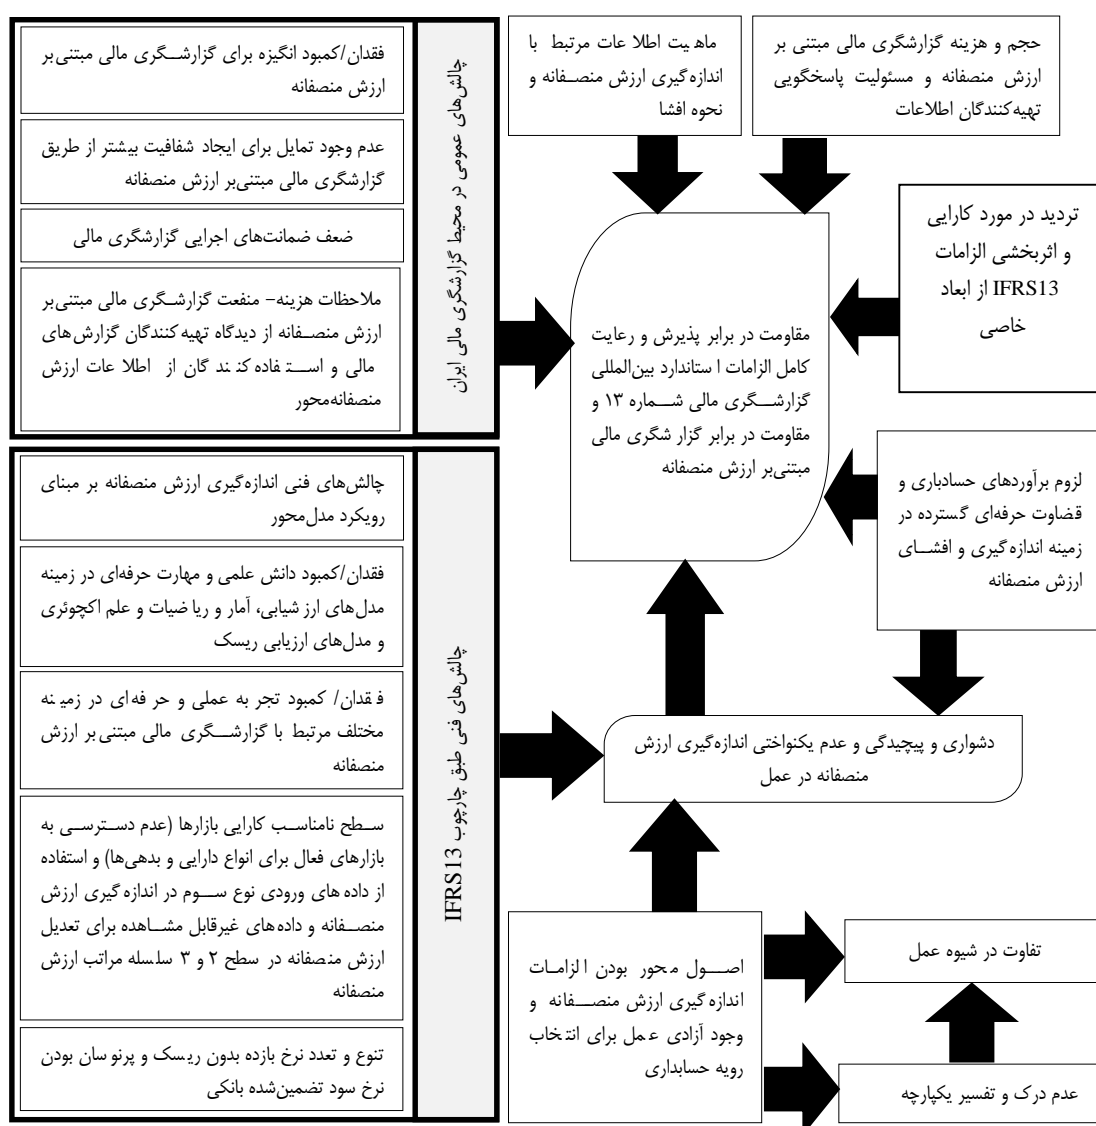 حجم و هزینه گزارشگری مالی مبتنی بر
ارزش منصفانه و مسئولیت پاسخگویی
تهیه‌کنندگان اطلاعات
ماهیت اطلاعات مرتبط با
اندازه‌گیری ارزش منصفانه و
نحوه افشا
تردید در مورد کارایی
و اثربخشی الزامات
IFRS13 از ابعاد
خاصی
مقاومت در برابر پذیرش و رعایت
کامل الزامات استاندارد بین‌المللی
گزارشگری مالی شماره ۱۳ و
مقاومت در برابر گزارشگری مالی
مبتنی‌بر ارزش منصفانه
لزوم برآوردهای حسادباری و
قضاوت حرفه‌ای گسترده در
زمینه اندازه‌گیری و افشای
ارزش منصفانه
دشواری و پیچیدگی و عدم یکنواختی اندازه‌گیری ارزش
منصفانه در عمل
اصول محور بودن الزامات
اندازه‌گیری ارزش منصفانه و
وجود آزادی عمل برای انتخاب
رویه حسابداری
تفاوت در شیوه عمل
عدم درک و تفسیر یکپارچه
چالش‌های عمومی در محیط گزارشگری مالی ایران
فقدان/کمبود انگیزه برای گزارشگری مالی مبتنی‌بر
ارزش منصفانه
عدم وجود تمایل برای ایجاد شفافیت بیشتر از طریق
گزارشگری مالی مبتنی‌بر ارزش منصفانه
ضعف ضمانت‌های اجرایی گزارشگری مالی
ملاحظات هزینه– منفعت گزارشگری مالی مبتنی‌بر
ارزش منصفانه از دیدگاه تهیه‌کنندگان گزارش‌های
مالی و استفاده‌کنندگان از اطلاعات ارزش
منصفانه‌محور
چالش‌های فنی طبق چارچوب IFRS13
چالش‌های فنی اندازه‌گیری ارزش منصفانه بر مبنای
رویکرد مدل‌محور
فقدان/کمبود دانش علمی و مهارت حرفه‌ای در زمینه
مدل‌های ارزشیابی، آمار و ریاضیات و علم اکچوئری
و مدل‌های ارزیابی ریسک
فقدان/ کمبود تجربه عملی و حرفه‌ای در زمینه
مختلف مرتبط با گزارشگری مالی مبتنی‌بر ارزش
منصفانه
سطح نامناسب کارایی بازارها (عدم دسترسی به
بازارهای فعال برای انواع دارایی و بدهی‌ها) و استفاده
از داده‌های ورودی نوع سوم در اندازه‌گیری ارزش
منصفانه و داده‌های غیرقابل مشاهده برای تعدیل
ارزش منصفانه در سطح ۲ و ۳ سلسله مراتب ارزش
منصفانه
تنوع و تعدد نرخ بازده بدون ریسک و پرنوسان بودن
نرخ سود تضمین‌شده بانکی